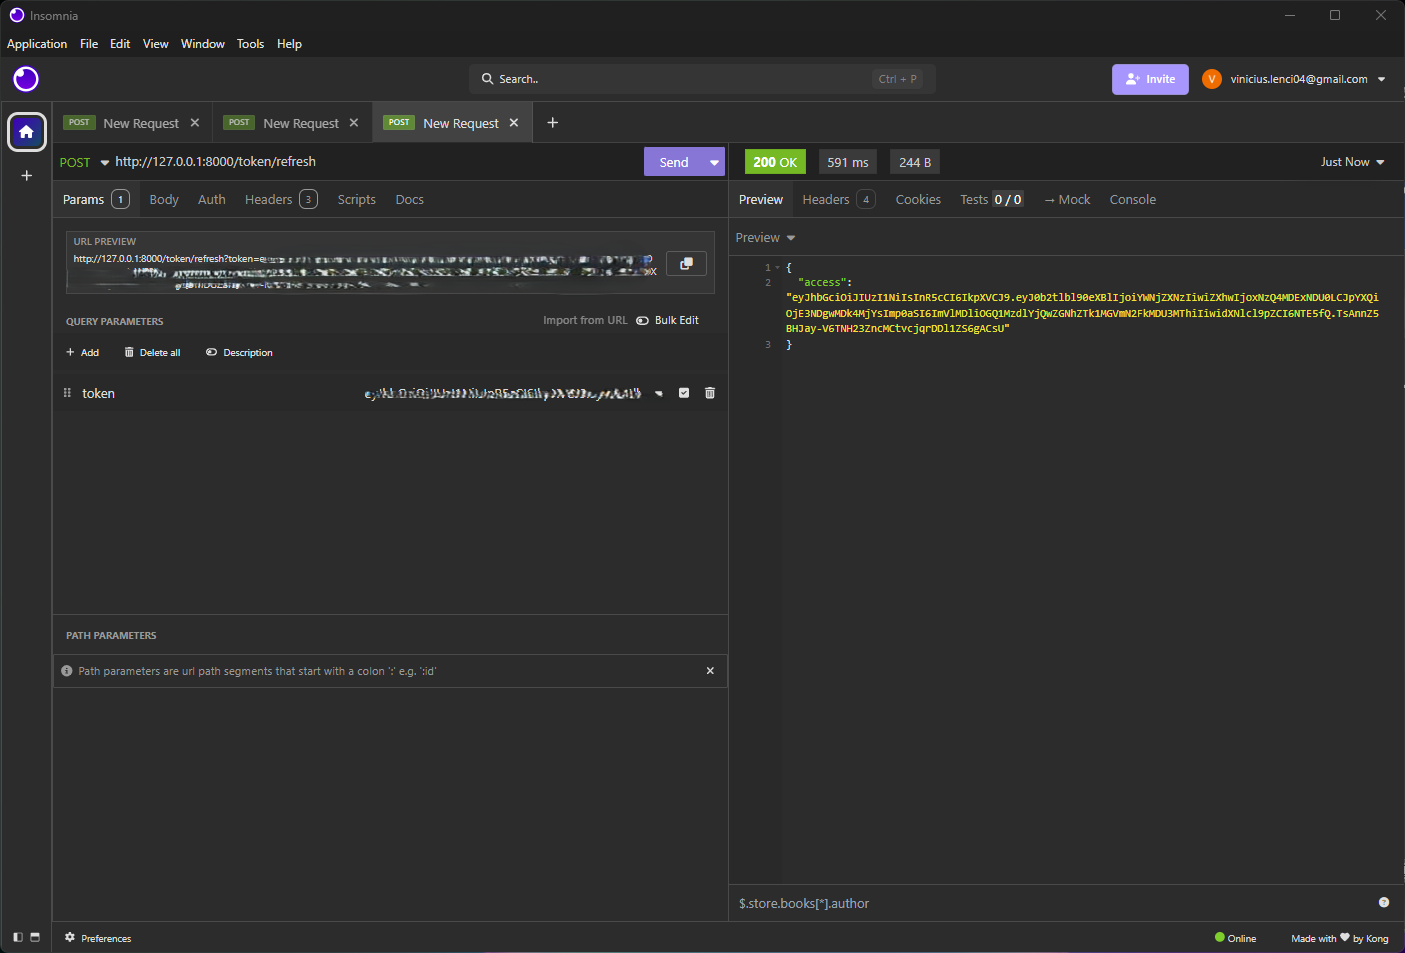 Insomnia
Application File Edit View Window Tools Help
Search.. Ctrl + P
Invite
V vinicius.lenci04@gmail.com
POST New Request
POST New Request
POST New Request
POST http://127.0.0.1:8000/token/refresh
Send
200 OK 591 ms 244 B
Just Now
Params 1 Body Auth Headers 3 Scripts Docs
Preview Headers 4 Cookies Tests 0 / 0 → Mock Console
URL PREVIEW
http://127.0.0.1:8000/token/refresh?token=e
QUERY PARAMETERS
Import from URL Bulk Edit
Add Delete all Description
token
PATH PARAMETERS
Path parameters are url path segments that start with a colon ':' e.g. ':id'
Preview
1 {
2 "access":
"eyJhbGciOiJIUzI1NiIsInR5cCI6IkpXVCJ9.eyJ0b2tlbl90eXBlIjoiYWNjZXNzIiwiZXhwIjoxNzQ4MDExNDU0LCJpYXQi
OjE3NDgwMDk4MjYsImp0aSI6ImVlMDliOGQ1MzdlYjQwZGNhZTk1MGVmN2FkMDU3MThiIiwidXNlcl9pZCI6NTE5fQ.TsAnnZ5
BHJay-V6TNH23ZncMCtvcjqrDDl1ZS6gACsU"
3 }
$.store.books[*].author
Preferences
Online
Made with ♥ by Kong